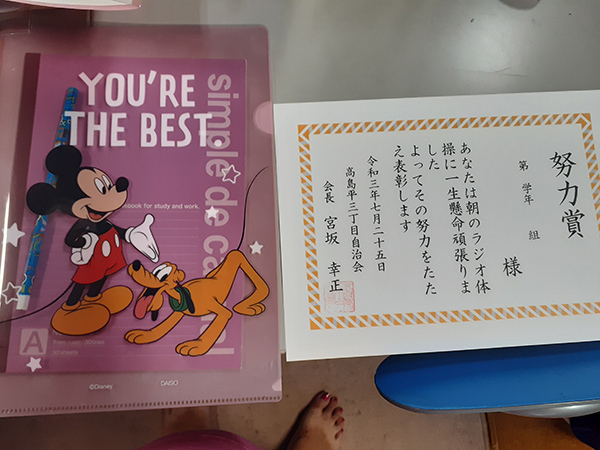 YOU'RE
THE BEST.
simple de ca
book for study and work.
A
©Disney
DAISO
努力賞
第 学年 組
様
あなたは朝のラジオ体
操に一生懸命頑張りま
した
よってその努力をたた
え表彰します
令和三年七月二十五日
高島平三丁目自治会
会長 宮坂 幸正